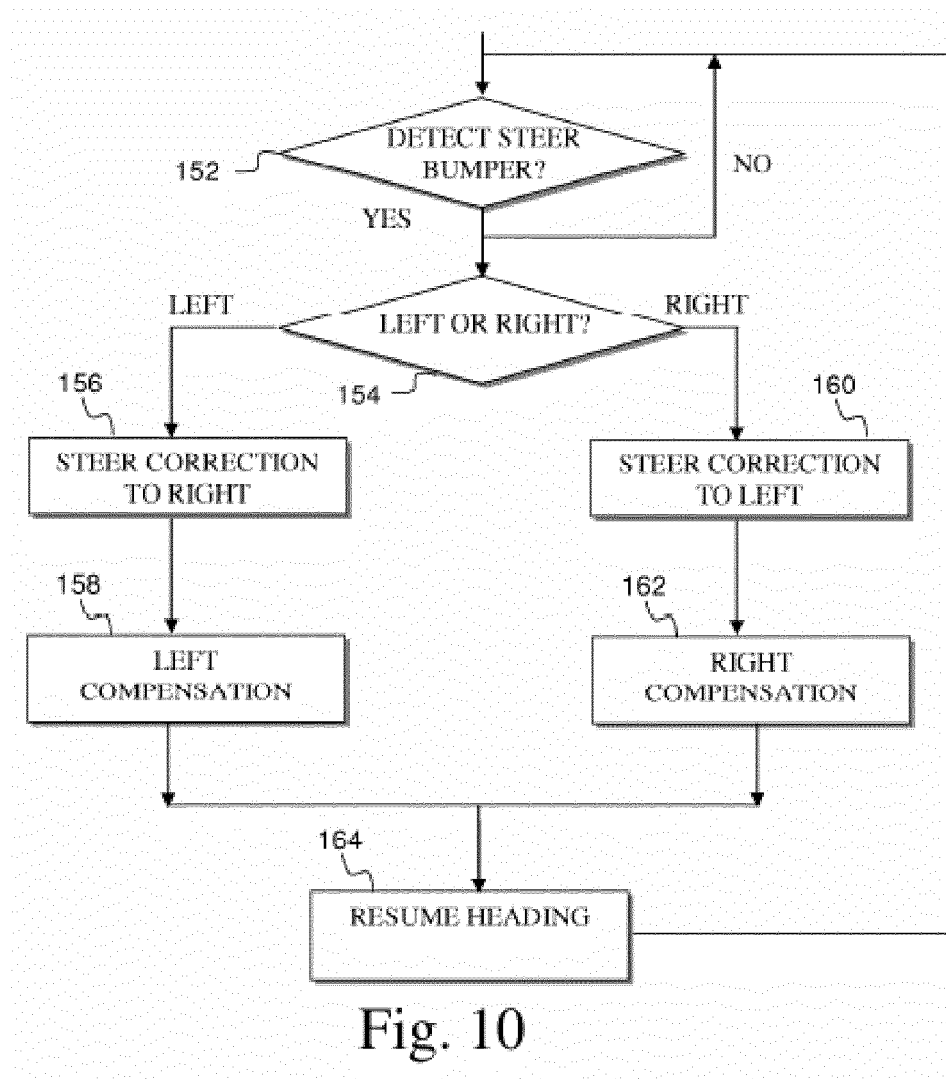 DETECT STEER
BUMPER?
152
NO
YES
LEFT
RIGHT
LEFT OR RIGHT?
154
156
160
STEER CORRECTION
TO RIGHT
STEER CORRECTION
TO LEFT
158
162
LEFT
COMPENSATION
RIGHT
COMPENSATION
164
RESUME HEADING
Fig. 10